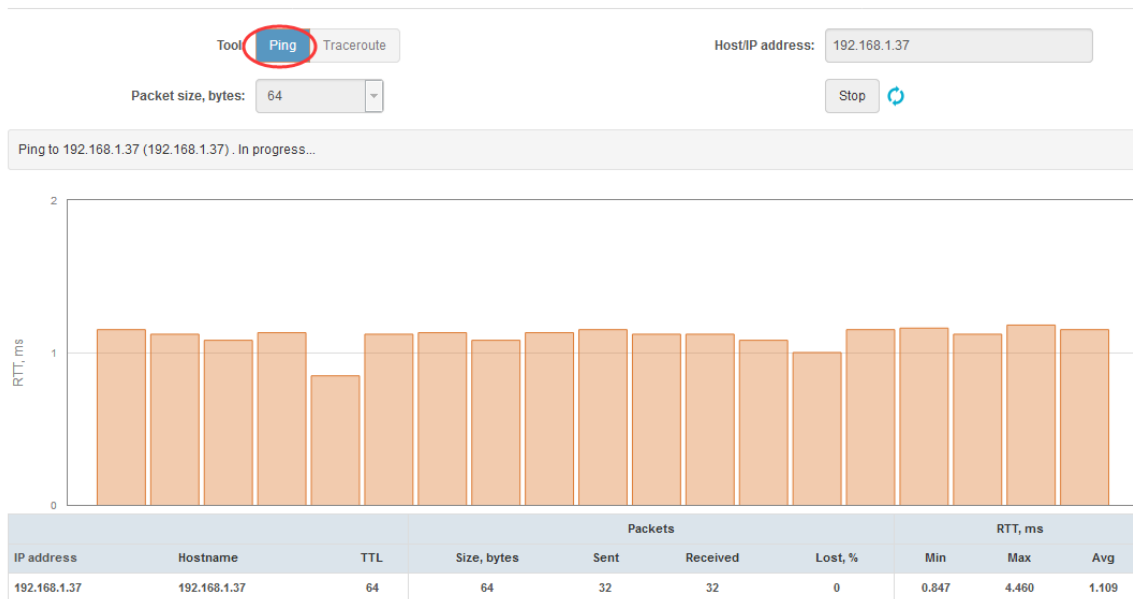 Tool Ping Traceroute Host/IP address: 192.168.1.37
Packet size, bytes: 64 Stop
Ping to 192.168.1.37 (192.168.1.37) . In progress...
2
1
0
RTT, ms
Packets RTT, ms
IP address Hostname TTL Size, bytes Sent Received Lost, % Min Max Avg
192.168.1.37 192.168.1.37 64 64 32 32 0 0.847 4.460 1.109